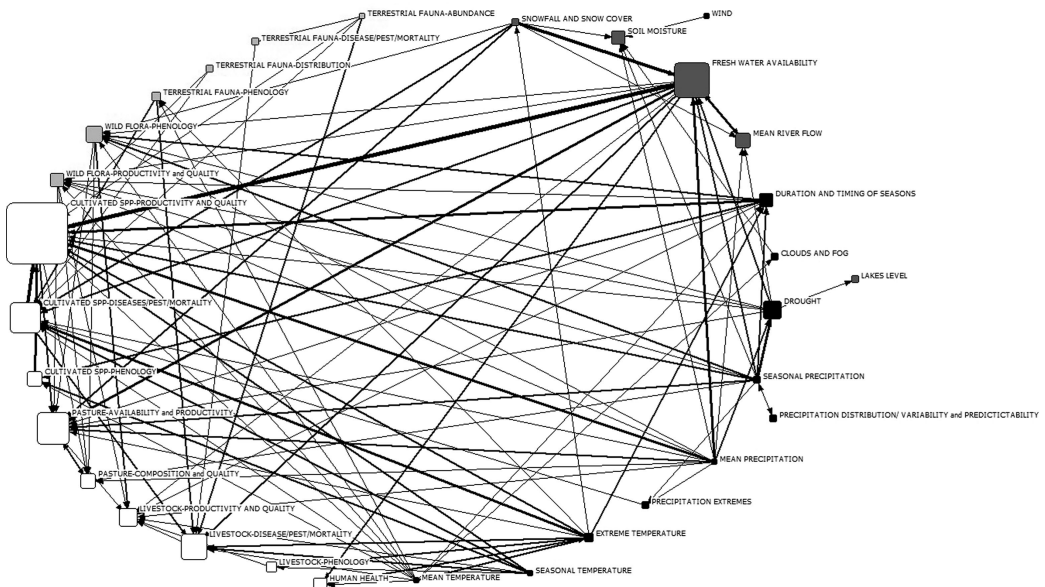 TERRESTRIAL FAUNA-ABUNDANCE
SNOWFALL AND SNOW COVER
WIND
SOIL MOISTURE
TERRESTRIAL FAUNA-DISEASE/PEST/MORTALITY
TERRESTRIAL FAUNA-DISTRIBUTION
FRESH WATER AVAILABILITY
TERRESTRIAL FAUNA-PHENOLOGY
WILD FLORA-PHENOLOGY
MEAN RIVER FLOW
WILD FLORA-PRODUCTIVITY and QUALITY
DURATION AND TIMING OF SEASONS
CULTIVATED SPP-PRODUCTIVITY AND QUALITY
CLOUDS AND FOG
LAKES LEVEL
CULTIVATED SPP-DISEASES/PEST/MORTALITY
DROUGHT
CULTIVATED SPP-PHENOLOGY
SEASONAL PRECIPITATION
PASTURE-AVAILABILITY and PRODUCTIVITY
PRECIPITATION DISTRIBUTION/ VARIABILITY and PREDICTICTABILITY
MEAN PRECIPITATION
PASTURE-COMPOSITION and QUALITY
PRECIPITATION EXTREMES
LIVESTOCK-PRODUCTIVITY AND QUALITY
LIVESTOCK-DISEASE/PEST/MORTALITY
EXTREME TEMPERATURE
LIVESTOCK-PHENOLOGY
SEASONAL TEMPERATURE
HUMAN HEALTH
MEAN TEMPERATURE